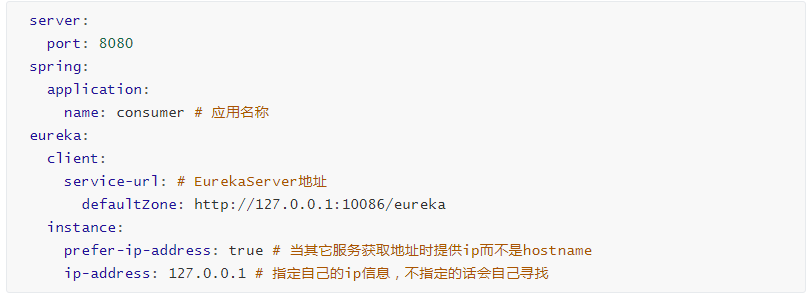 server:
  port: 8080
spring:
  application:
    name: consumer # 应用名称
eureka:
  client:
    service-url: # EurekaServer地址
      defaultZone: http://127.0.0.1:10086/eureka
  instance:
    prefer-ip-address: true # 当其它服务获取地址时提供ip而不是hostname
    ip-address: 127.0.0.1 # 指定自己的ip信息，不指定的话会自己寻找